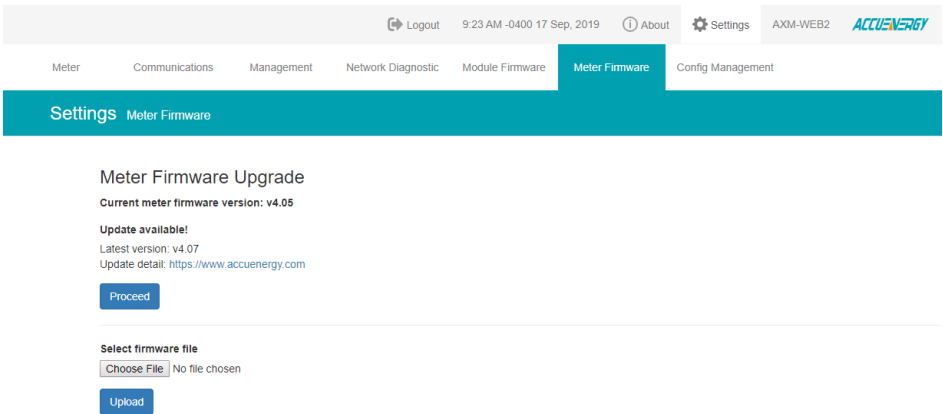 Logout 9:23 AM -0400 17 Sep, 2019 About Settings AXM-WEB2 ACCUENERGY
Meter Communications Management Network Diagnostic Module Firmware Meter Firmware Config Management
Settings Meter Firmware
Meter Firmware Upgrade
Current meter firmware version: v4.05
Update available!
Latest version: v4.07
Update detail: https://www.accuenergy.com
Proceed
Select firmware file
Choose File No file chosen
Upload